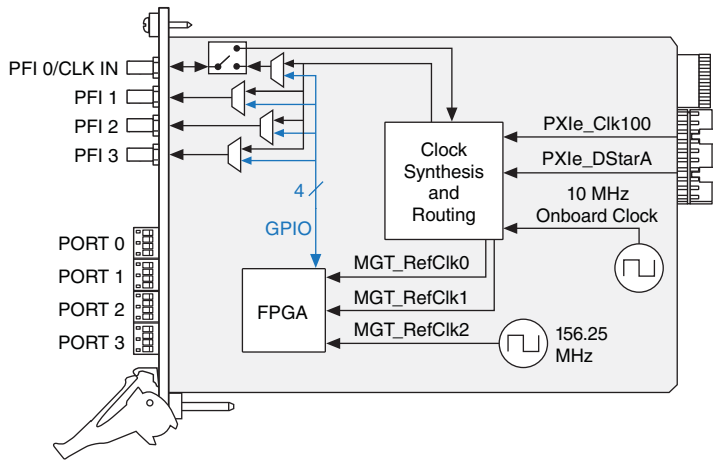 PFI 0/CLK IN
PFI 1
PFI 2
PFI 3
PXIe_Clk100
PXIe_DStarA
Clock
Synthesis
and
Routing
10 MHz
Onboard Clock
4
GPIO
PORT 0
PORT 1
PORT 2
PORT 3
MGT_RefClk0
MGT_RefClk1
MGT_RefClk2
FPGA
156.25
MHz